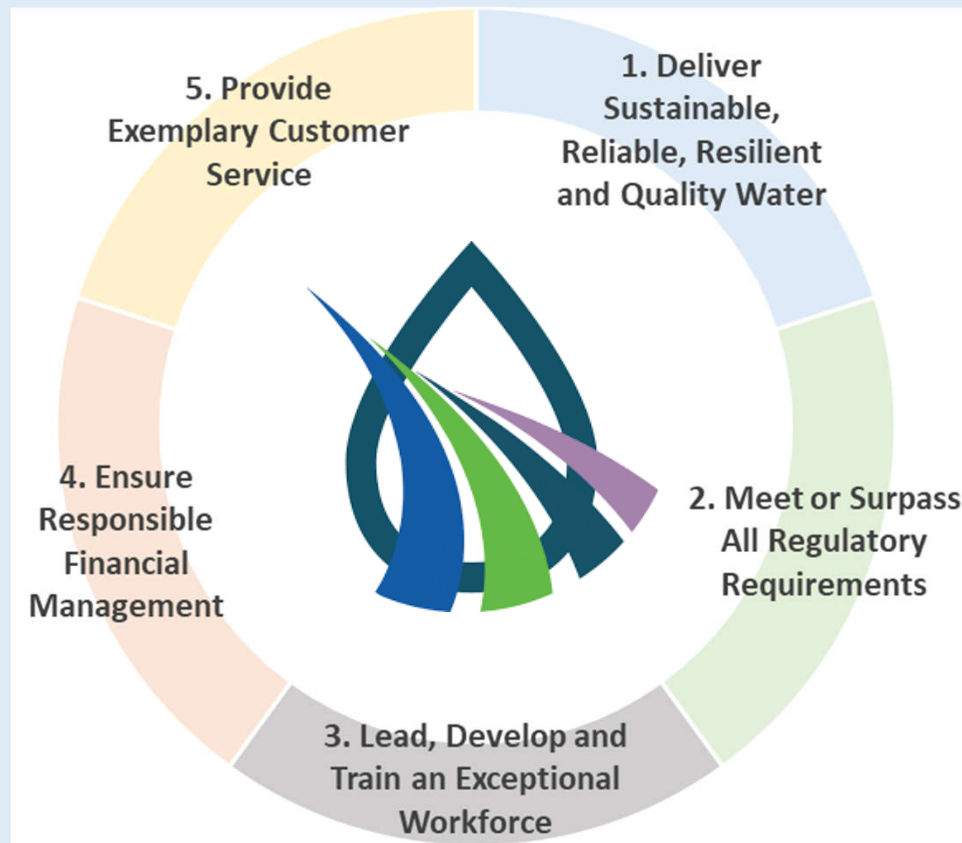 1. Deliver
Sustainable,
Reliable, Resilient
and Quality Water
2. Meet or Surpass
All Regulatory
Requirements
3. Lead, Develop and
Train an Exceptional
Workforce
4. Ensure
Responsible
Financial
Management
5. Provide
Exemplary Customer
Service